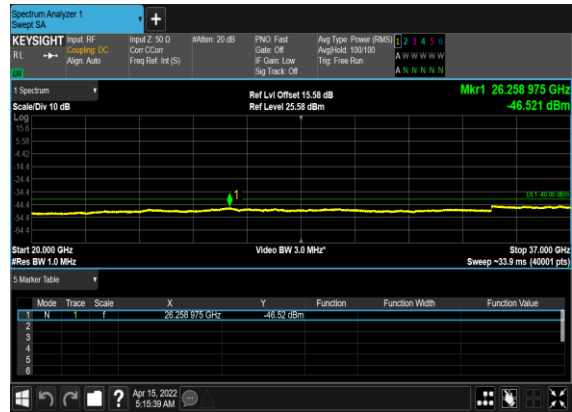 Spectrum Analyzer 1
Swept SA
+
KEYSIGHT Input: RF Input Z: 50 Ω #Atten: 20 dB PNO: Fast Avg Type: Power (RMS) 1 2 3 4 5 6
RL Coupling: DC Corr CCorr Gate: Off Avg|Hold: 100/100 A W W W W W
Align: Auto Freq Ref: Int (S) IF Gain: Low Trig: Free Run
Sig Track: Off A N N N N N
1 Spectrum Ref Lvl Offset 15.58 dB Mkr1 26.258 975 GHz
Scale/Div 10 dB Ref Level 25.58 dBm -46.521 dBm
Log
15.6
5.58
-4.42
-14.4
-24.4
-34.4 1 DL1 -40.00 dBm
-44.4
-54.4
-64.4
Start 20.000 GHz Video BW 3.0 MHz* Stop 37.000 GHz
#Res BW 1.0 MHz Sweep ~33.9 ms (40001 pts)
5 Marker Table
Mode Trace Scale X Y Function Function Width Function Value
1 N 1 f 26.258 975 GHz -46.52 dBm
2
3
4
5
6
? Apr 15, 2022
5:15:39 AM